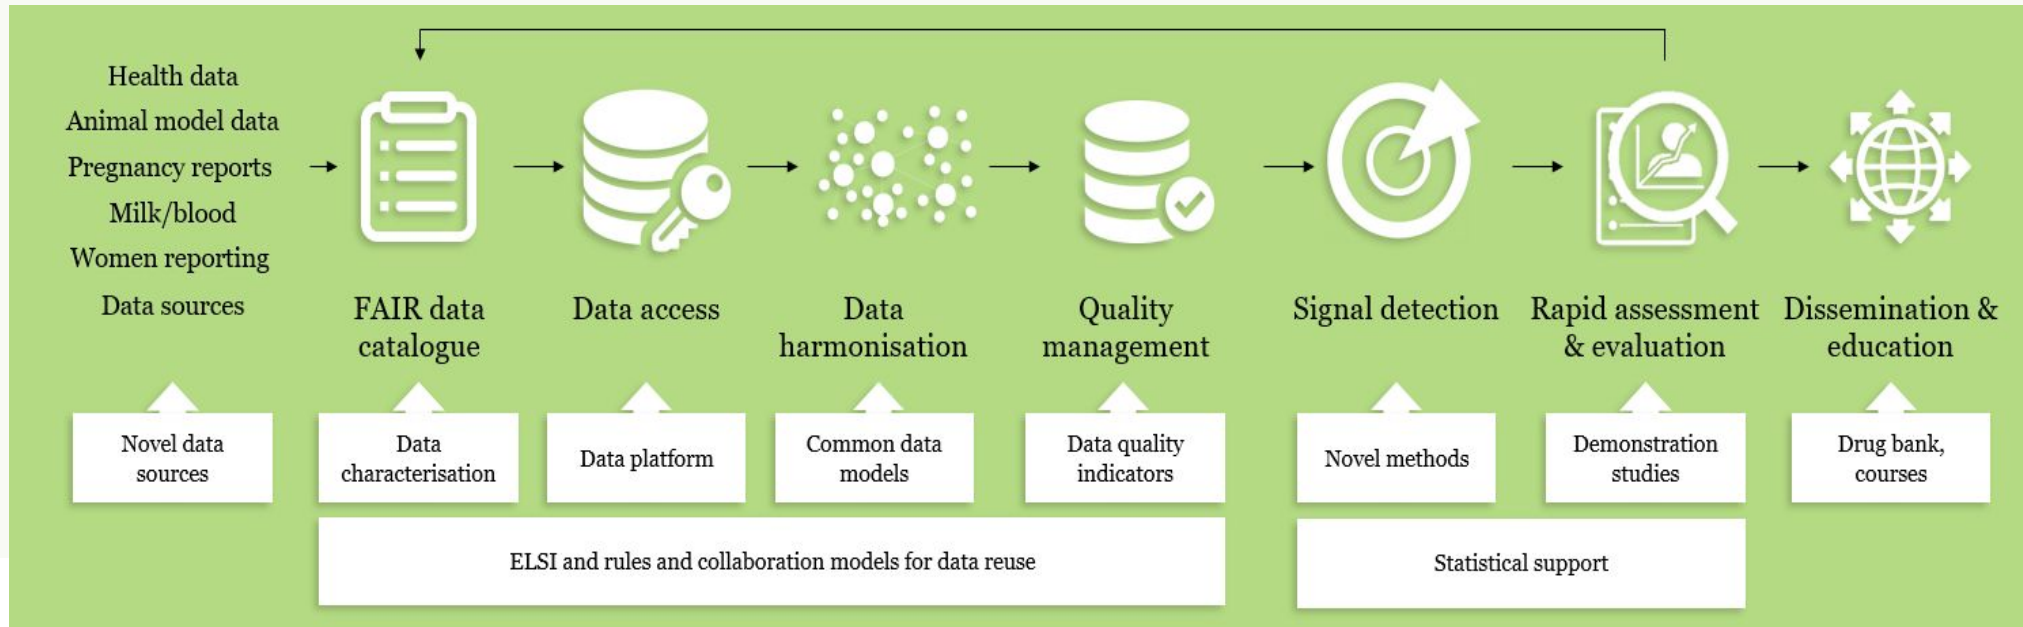 Health data
Animal model data
Pregnancy reports
Milk/blood
Women reporting
Data sources
FAIR data
catalogue
Data access
Data
harmonisation
Quality
management
Signal detection
Rapid assessment
& evaluation
Dissemination &
education
Novel data
sources
Data
characterisation
Data platform
Common data
models
Data quality
indicators
Novel methods
Demonstration
studies
Drug bank,
courses
ELSI and rules and collaboration models for data reuse
Statistical support